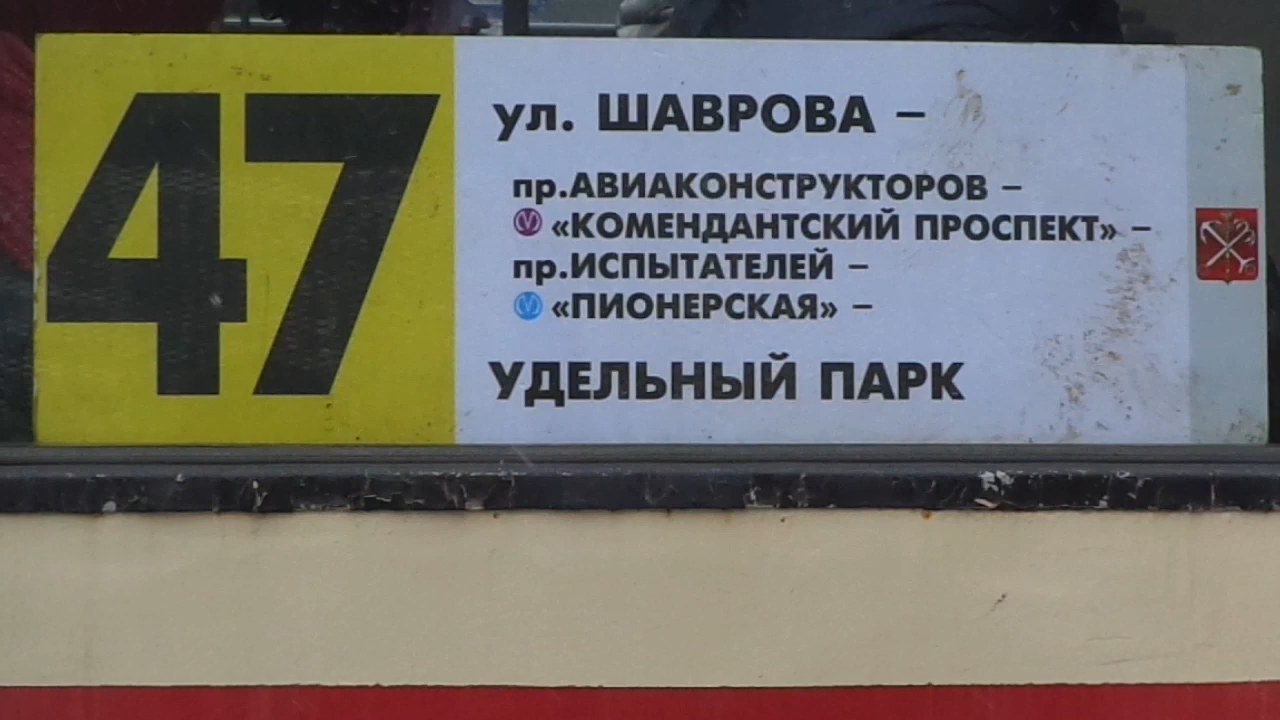 47
ул. ШАВРОВА –
пр.АВИАКОНСТРУКТОРОВ –
«КОМЕНДАНТСКИЙ ПРОСПЕКТ» –
пр.ИСПЫТАТЕЛЕЙ –
«ПИОНЕРСКАЯ» –
УДЕЛЬНЫЙ ПАРК